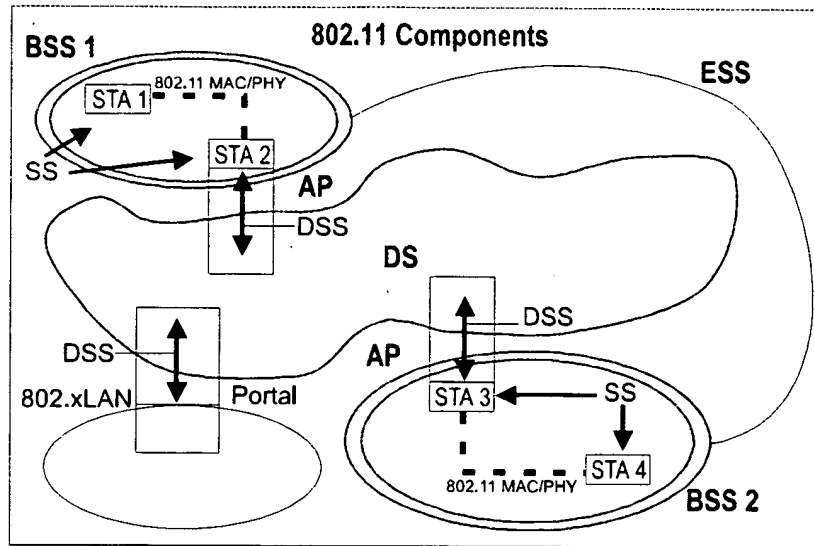 802.11 Components
BSS 1
ESS
802.11 MAC/PHY
STA 1
STA 2
SS
AP
DSS
DS
DSS
DSS
AP
802.xLAN
Portal
STA 3
SS
STA 4
802.11 MAC/PHY
BSS 2